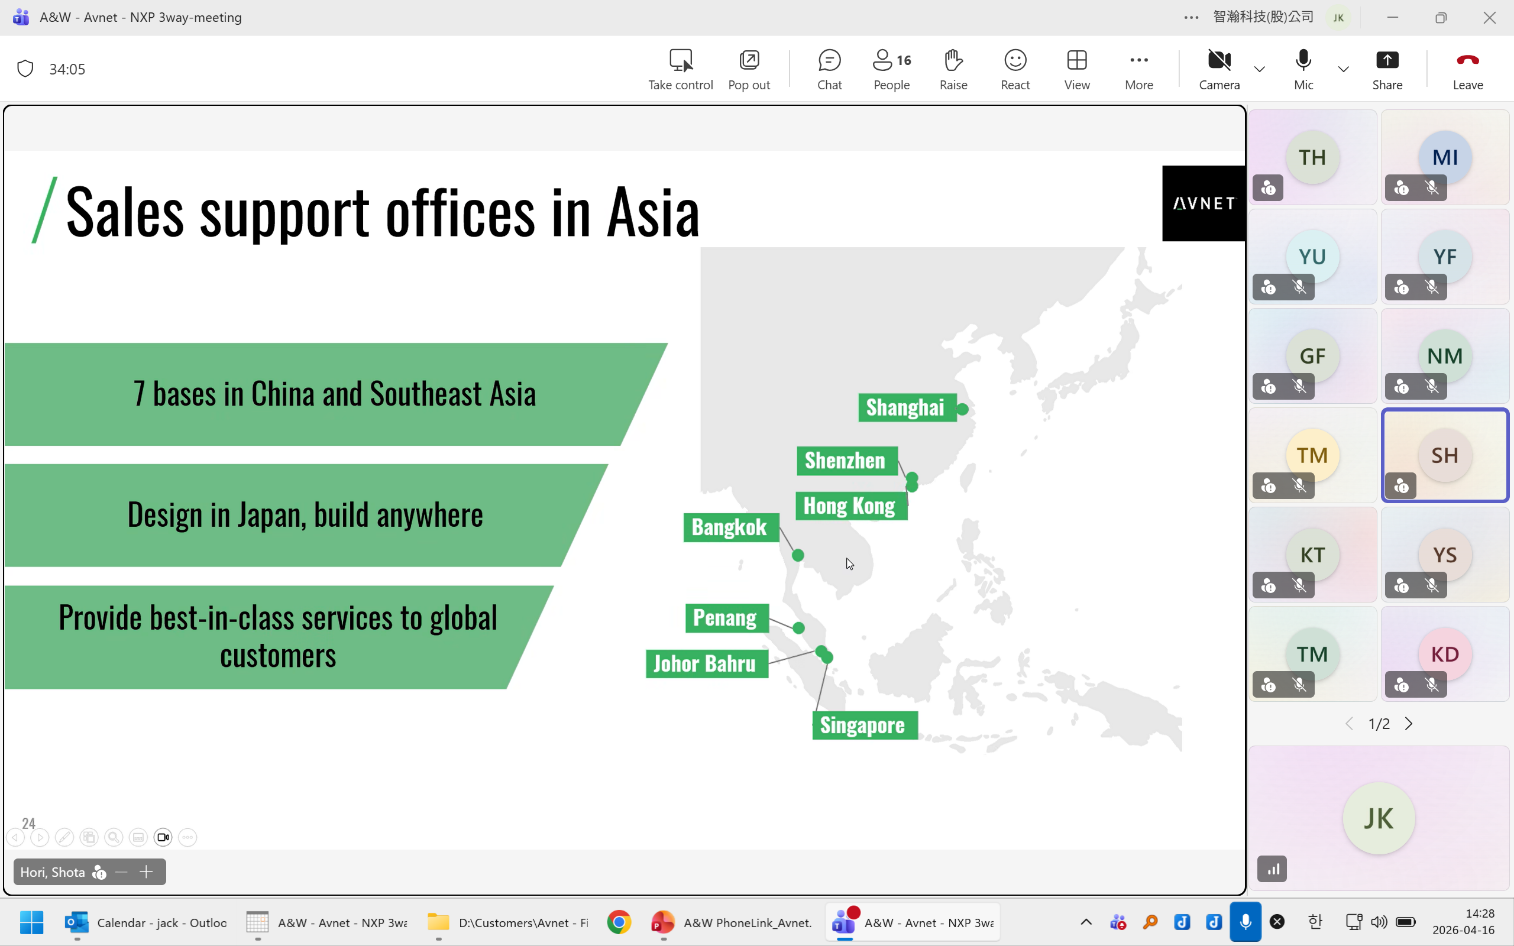 A&W - Avnet - NXP 3way-meeting
智瀚科技(股)公司
JK
34:05
Take control
Pop out
Chat
16
People
Raise
React
View
More
Camera
Mic
Share
Leave
Sales support offices in Asia
AVNET
7 bases in China and Southeast Asia
Design in Japan, build anywhere
Provide best-in-class services to global
customers
Shanghai
Shenzhen
Hong Kong
Bangkok
Penang
Johor Bahru
Singapore
24
Hori, Shota
TH
MI
YU
YF
GF
NM
TM
SH
KT
YS
TM
KD
1/2
JK
Calendar - jack - Outloc
A&W - Avnet - NXP 3wa
D:\Customers\Avnet - Fi
A&W PhoneLink_Avnet.
A&W - Avnet - NXP 3wa
한
14:28
2026-04-16